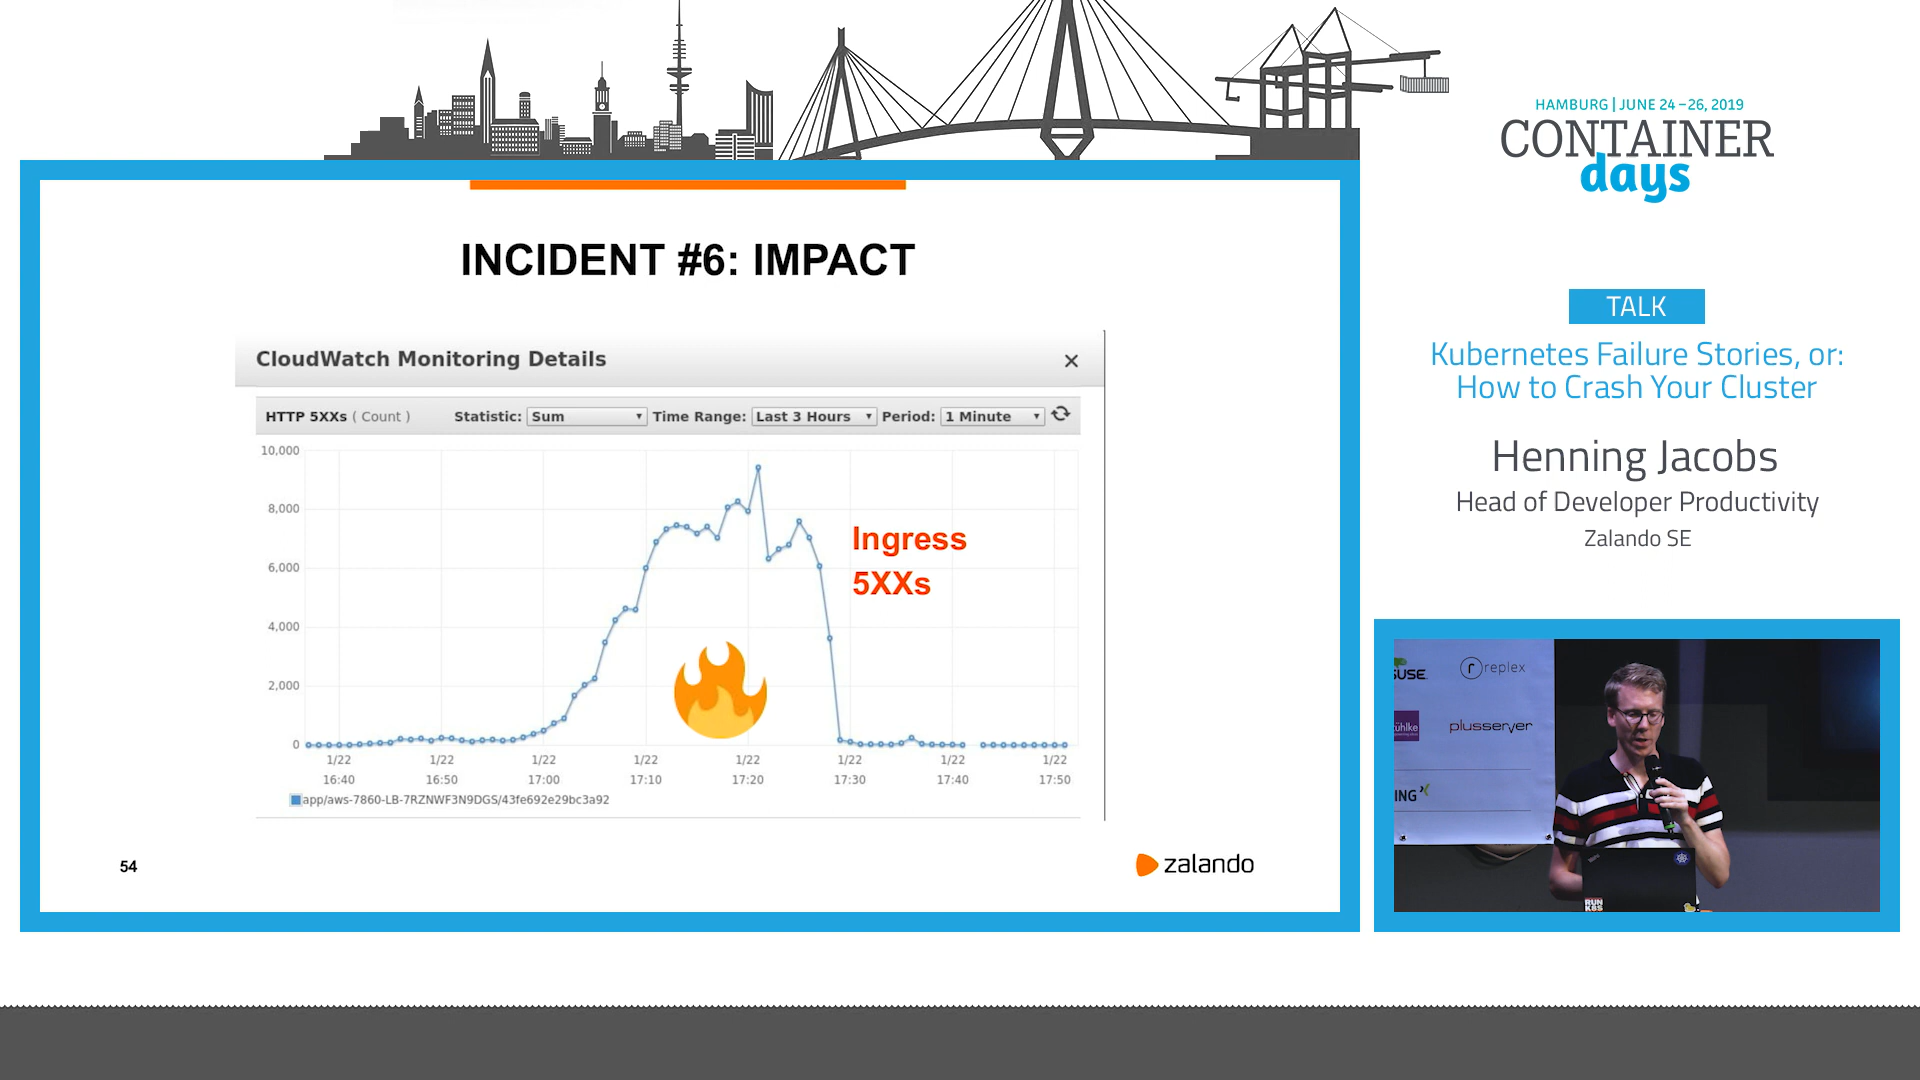 HAMBURG | JUNE 24 – 26, 2019
CONTAINER
days
INCIDENT #6: IMPACT
CloudWatch Monitoring Details
HTTP 5XXs ( Count )
Statistic: Sum Time Range: Last 3 Hours Period: 1 Minute
10,000
8,000
6,000
4,000
2,000
0
Ingress
5XXs
1/22 1/22 1/22 1/22 1/22 1/22 1/22 1/22
16:40 16:50 17:00 17:10 17:20 17:30 17:40 17:50
app/aws-7860-LB-7RZNWF3N9DGS/43fe692e29bc3a92
54
zalando
TALK
Kubernetes Failure Stories, or:
How to Crash Your Cluster
Henning Jacobs
Head of Developer Productivity
Zalando SE
SUSE
replex
ühlke
plusserver
ING
RUN
K8S